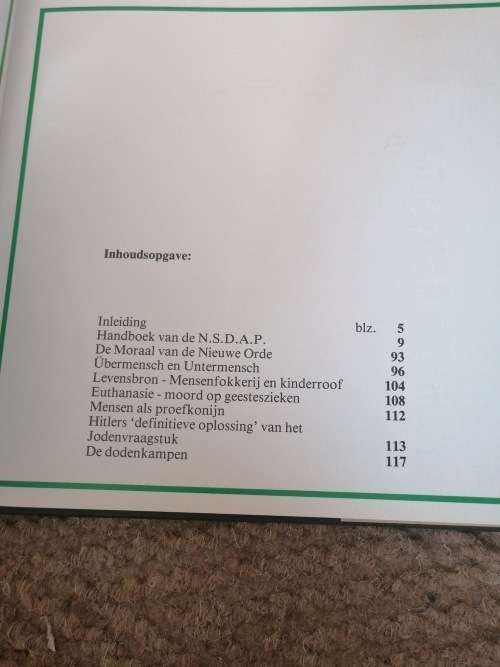 Inhoudsopgave:
Inleiding blz. 5
Handboek van de N.S.D.A.P. 9
De Moraal van de Nieuwe Orde 93
Übermensch en Untermensch 96
Levensbron - Mensenfokkerij en kinderroof 104
Euthanasie - moord op geesteszieken 108
Mensen als proefkonijn 112
Hitlers ‘definitieve oplossing’ van het
Jodenvraagstuk 113
De dodenkampen 117